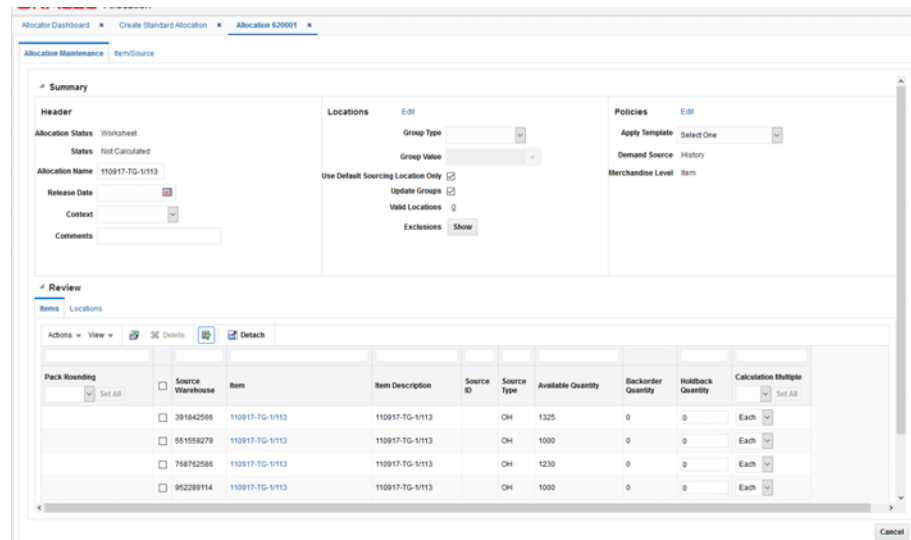 Allocation
Allocator Dashboard Create Standard Allocation Allocation 620001
Allocation Maintenance Item/Source
Summary
Header
Allocation Status Worksheet
Status Not Calculated
Allocation Name 110917-TG-1/113
Release Date
Context
Comments
Locations Edit
Group Type
Group Value
Use Default Sourcing Location Only
Update Groups
Valid Locations 0
Exclusions Show
Policies Edit
Apply Template Select One
Demand Source History
Merchandise Level Item
Review
Items Locations
Actions View Delete Detach
Pack Rounding Set All Source Warehouse Item Item Description Source ID Source Type Available Quantity Backorder Quantity Holdback Quantity Calculation Multiple Set All
391842566 110917-TG-1/113 110917-TG-1/113 OH 1325 0 0 Each
551559279 110917-TG-1/113 110917-TG-1/113 OH 1000 0 0 Each
768762586 110917-TG-1/113 110917-TG-1/113 OH 1230 0 0 Each
952289114 110917-TG-1/113 110917-TG-1/113 OH 1000 0 0 Each
Cancel